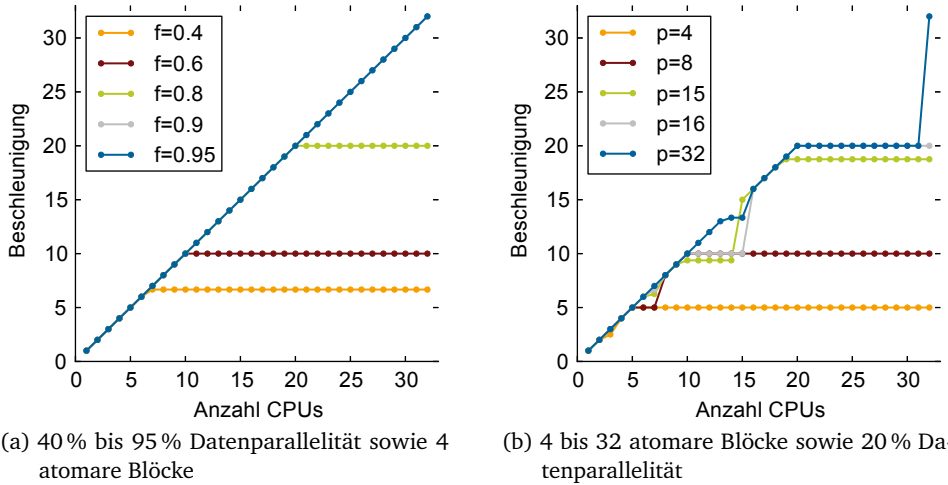 30
25
20
15
10
5
0
Beschleunigung
f=0.4
f=0.6
f=0.8
f=0.9
f=0.95
0 5 10 15 20 25 30
Anzahl CPUs
30
25
20
15
10
5
0
Beschleunigung
p=4
p=8
p=15
p=16
p=32
0 5 10 15 20 25 30
Anzahl CPUs
(a) 40 % bis 95 % Datenparallelität sowie 4
atomare Blöcke
(b) 4 bis 32 atomare Blöcke sowie 20 % Da-
tenparallelität